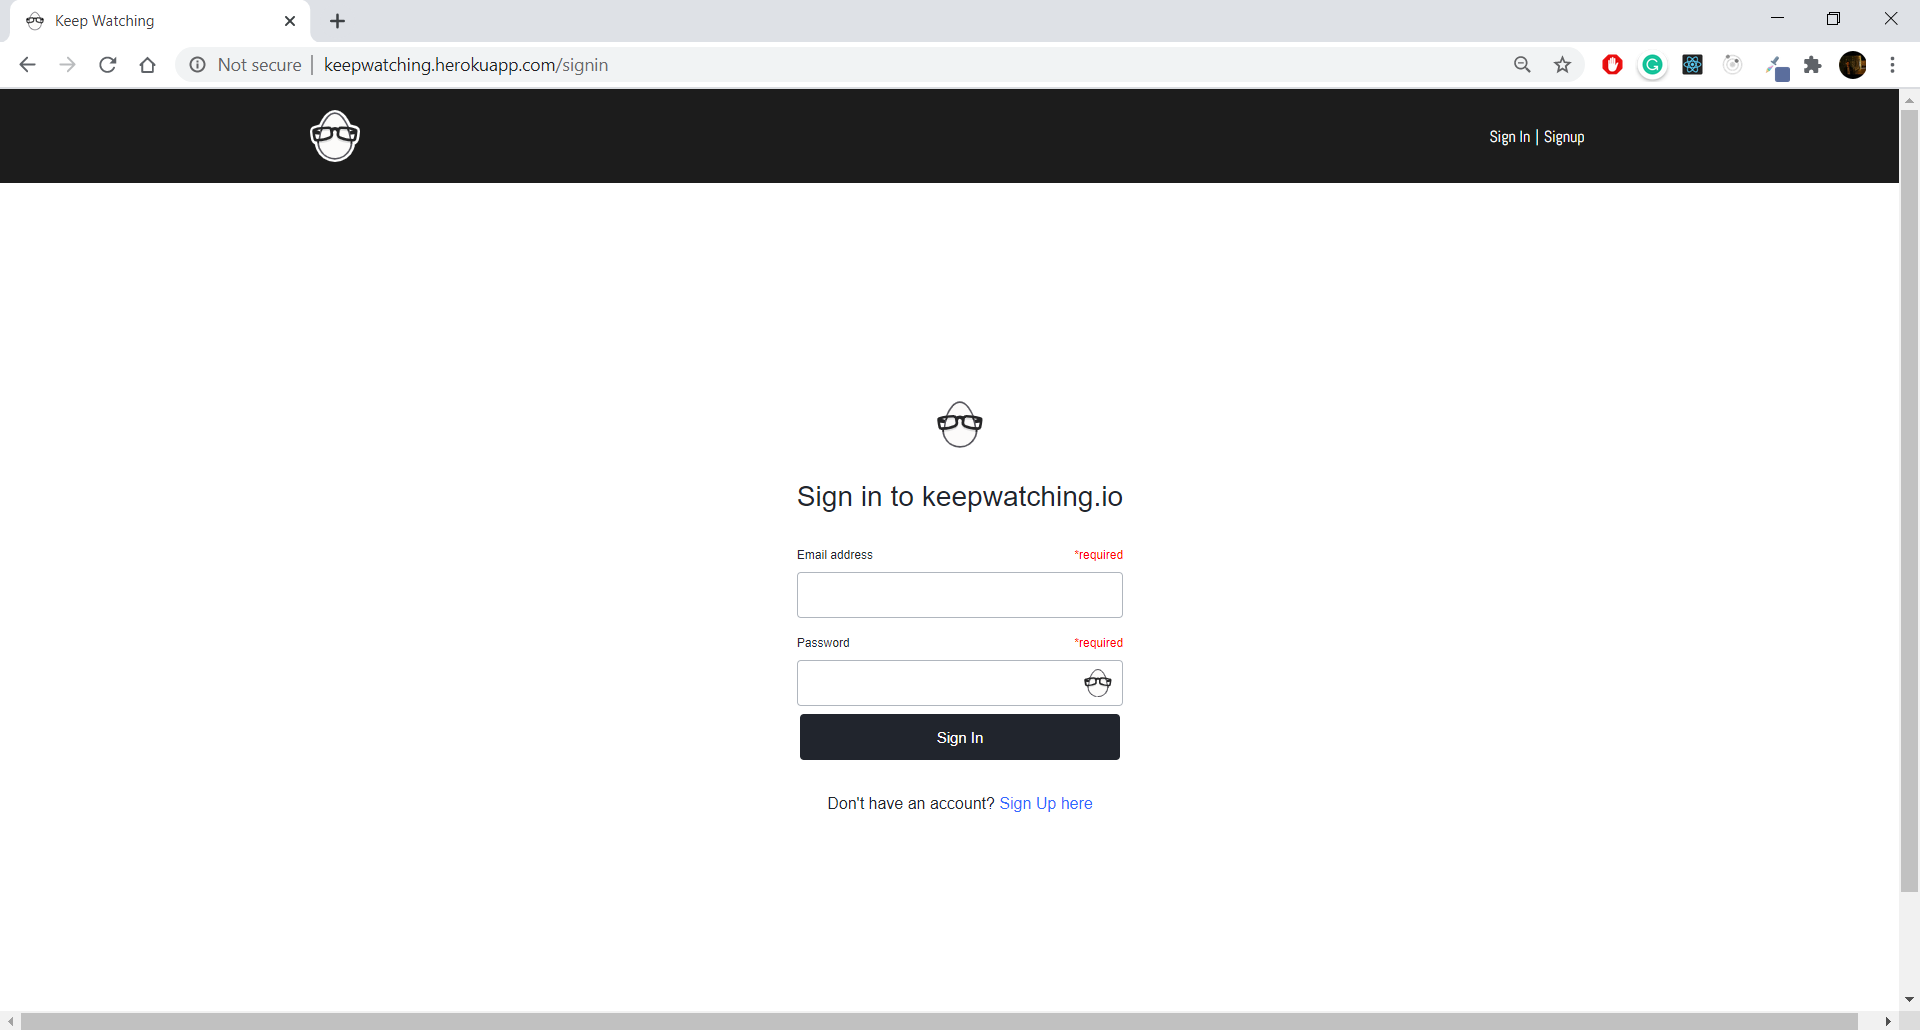 Keep Watching
Not secure | keepwatching.herokuapp.com/signin
Sign In | Signup
Sign in to keepwatching.io
Email address *required
Password *required
Sign In
Don't have an account? Sign Up here